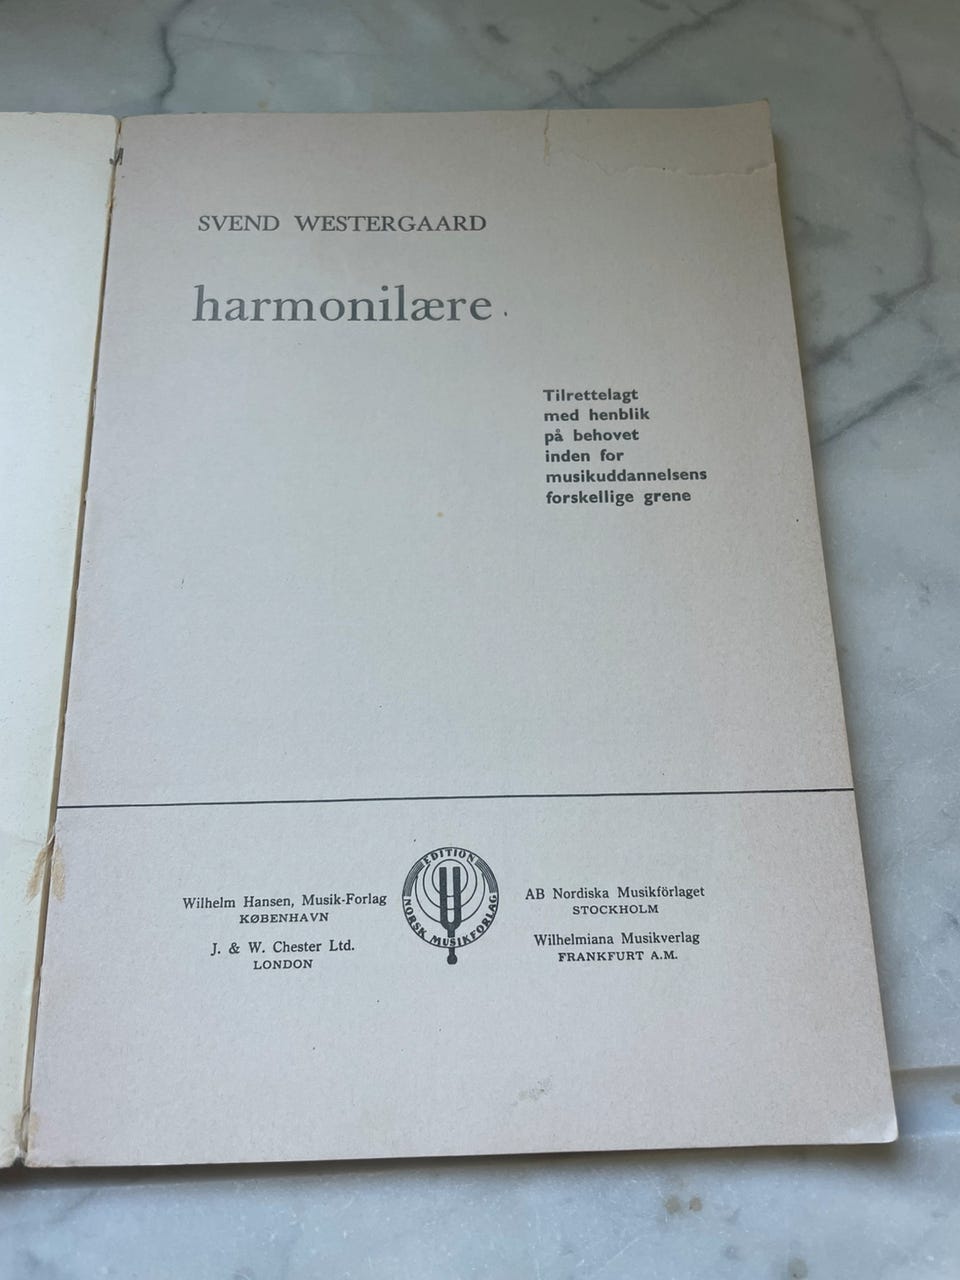 SVEND WESTERGAARD
harmonilære
Tilrettelagt
med henblik
på behovet
inden for
musikuddannelsens
forskellige grene
Wilhelm Hansen, Musik-Forlag
KØBENHAVN
J. & W. Chester Ltd.
LONDON
EDITION
NORSK MUSIKFORLAG
AB Nordiska Musikförlaget
STOCKHOLM
Wilhelmiana Musikverlag
FRANKFURT A.M.